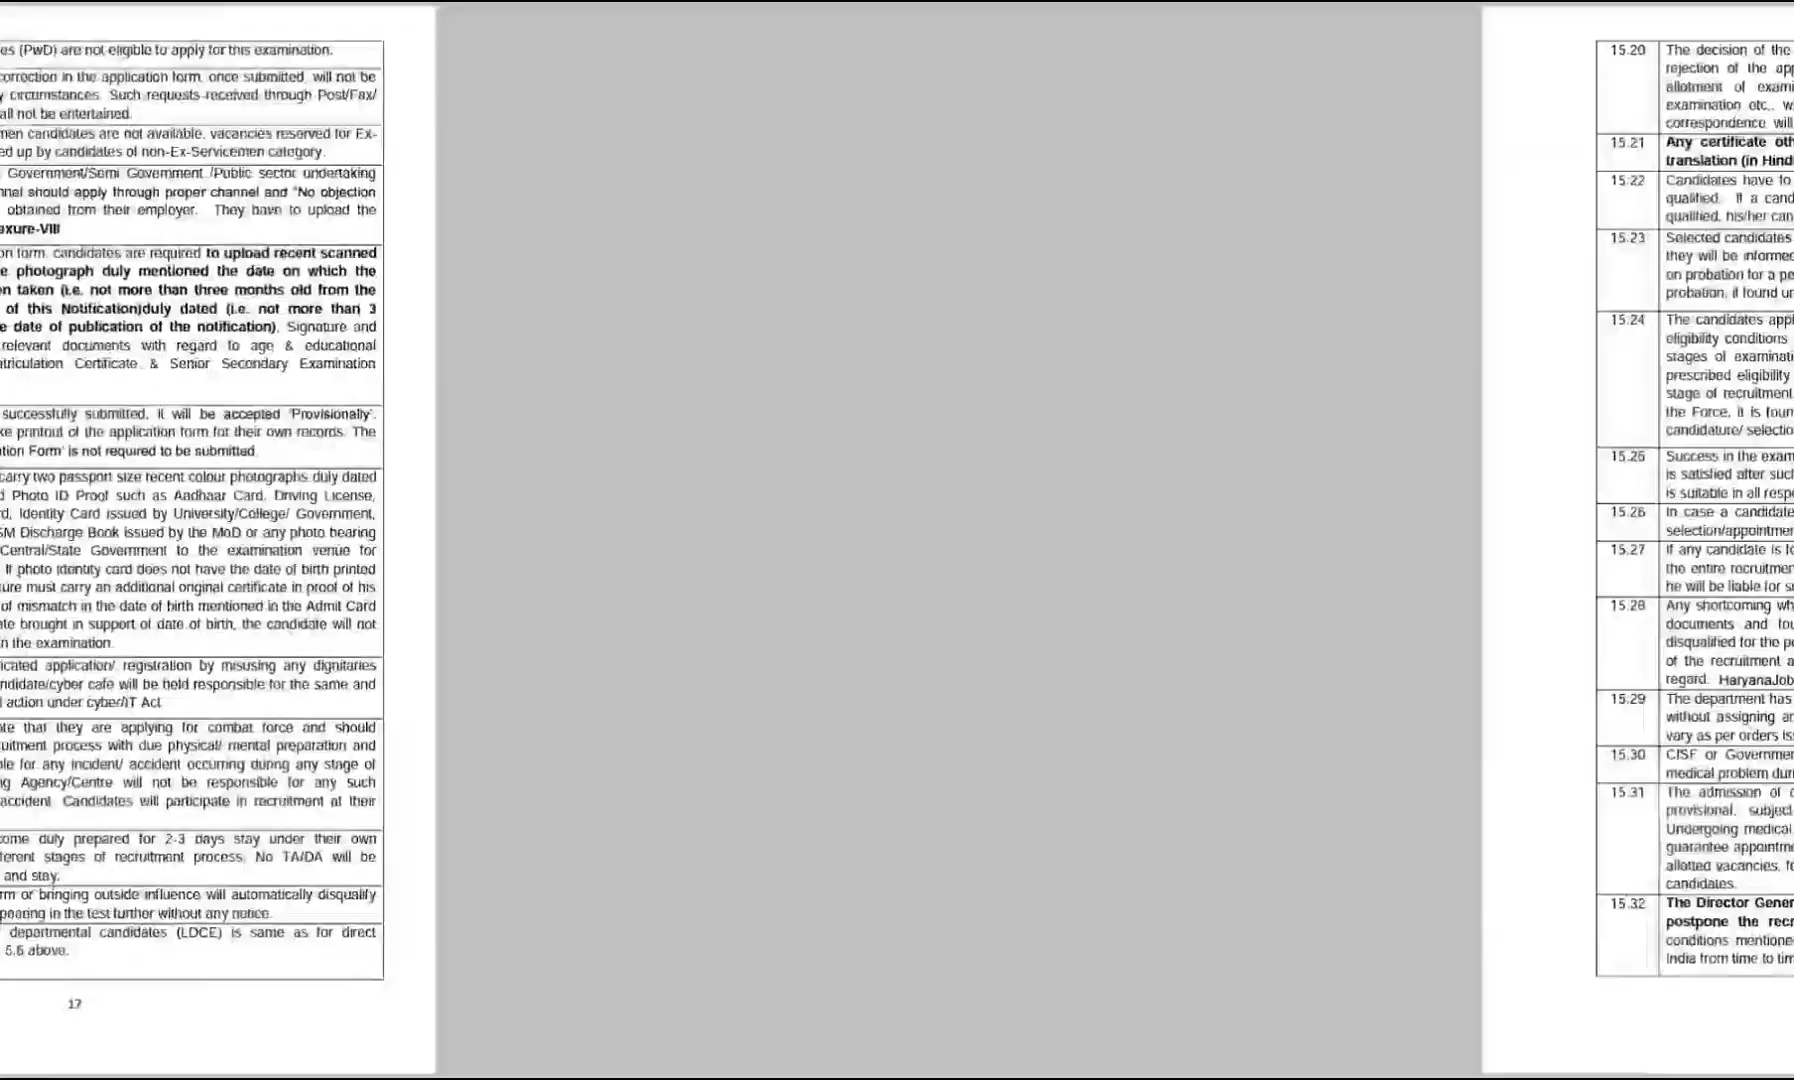 es (PwD) are not eligible to apply for this examination.
correction in the application form, once submitted, will not be
y circumstances. Such requests received through Post/Fax/
all not be entertained.
men candidates are not available, vacancies reserved for Ex-
ed up by candidates of non-Ex-Servicemen category.
Government/Semi Government /Public sector undertaking
nnel should apply through proper channel and "No objection
obtained from their employer. They have to upload the
exure-VIII
on form, candidates are required to upload recent scanned
e photograph duly mentioned the date on which the
n taken (i.e. not more than three months old from the
of this Notification)duly dated (i.e. not more than 3
e date of publication of the notification), Signature and
relevant documents with regard to age & educational
atriculation Certificate & Senior Secondary Examination
successfully submitted, it will be accepted 'Provisionally'.
ke printout of the application form for their own records. The
ation Form' is not required to be submitted.
carry two passport size recent colour photographs duly dated
d Photo ID Proof such as Aadhaar Card, Driving License,
rd, Identity Card issued by University/College/ Government,
SM Discharge Book issued by the MoD or any photo bearing
Central/State Government to the examination venue for
If photo identity card does not have the date of birth printed
ure must carry an additional original certificate in proof of his
of mismatch in the date of birth mentioned in the Admit Card
ate brought in support of date of birth, the candidate will not
n the examination.
icated application/ registration by misusing any dignitaries
ndidate/cyber cafe will be held responsible for the same and
l action under cyber/IT Act
te that they are applying for combat force and should
uitment process with due physical/ mental preparation and
le for any incident/ accident occurring during any stage of
ng Agency/Centre will not be responsible for any such
accident. Candidates will participate in recruitment at their
come duly prepared for 2-3 days stay under their own
ferent stages of recruitment process. No TA/DA will be
and stay.
rm or bringing outside influence will automatically disqualify
pearing in the test further without any notice.
departmental candidates (LDCE) is same as for direct
5.6 above.
17
15.20 The decision of the
rejection of the app
allotment of exami
examination etc., w
correspondence will
15.21 Any certificate oth
translation (in Hindi
15.22 Candidates have to
qualified. If a cand
qualified, his/her can
15.23 Selected candidates
they will be informed
on probation for a pe
probation, if found un
15.24 The candidates appl
eligibility conditions
stages of examinati
prescribed eligibility
stage of recruitment
the Force, it is foun
candidature/ selectio
15.25 Success in the exam
is satisfied after such
is suitable in all resp
15.26 In case a candidate
selection/appointmen
15.27 If any candidate is fo
the entire recruitmen
he will be liable for su
15.28 Any shortcoming wh
documents and fou
disqualified for the po
of the recruitment a
regard. HaryanaJob
15.29 The department has
without assigning an
vary as per orders is
15.30 CISF or Governmen
medical problem duri
15.31 The admission of c
provisional, subject
Undergoing medical
guarantee appointme
allotted vacancies, fo
candidates.
15.32 The Director Gener
postpone the recr
conditions mentione
India from time to tim